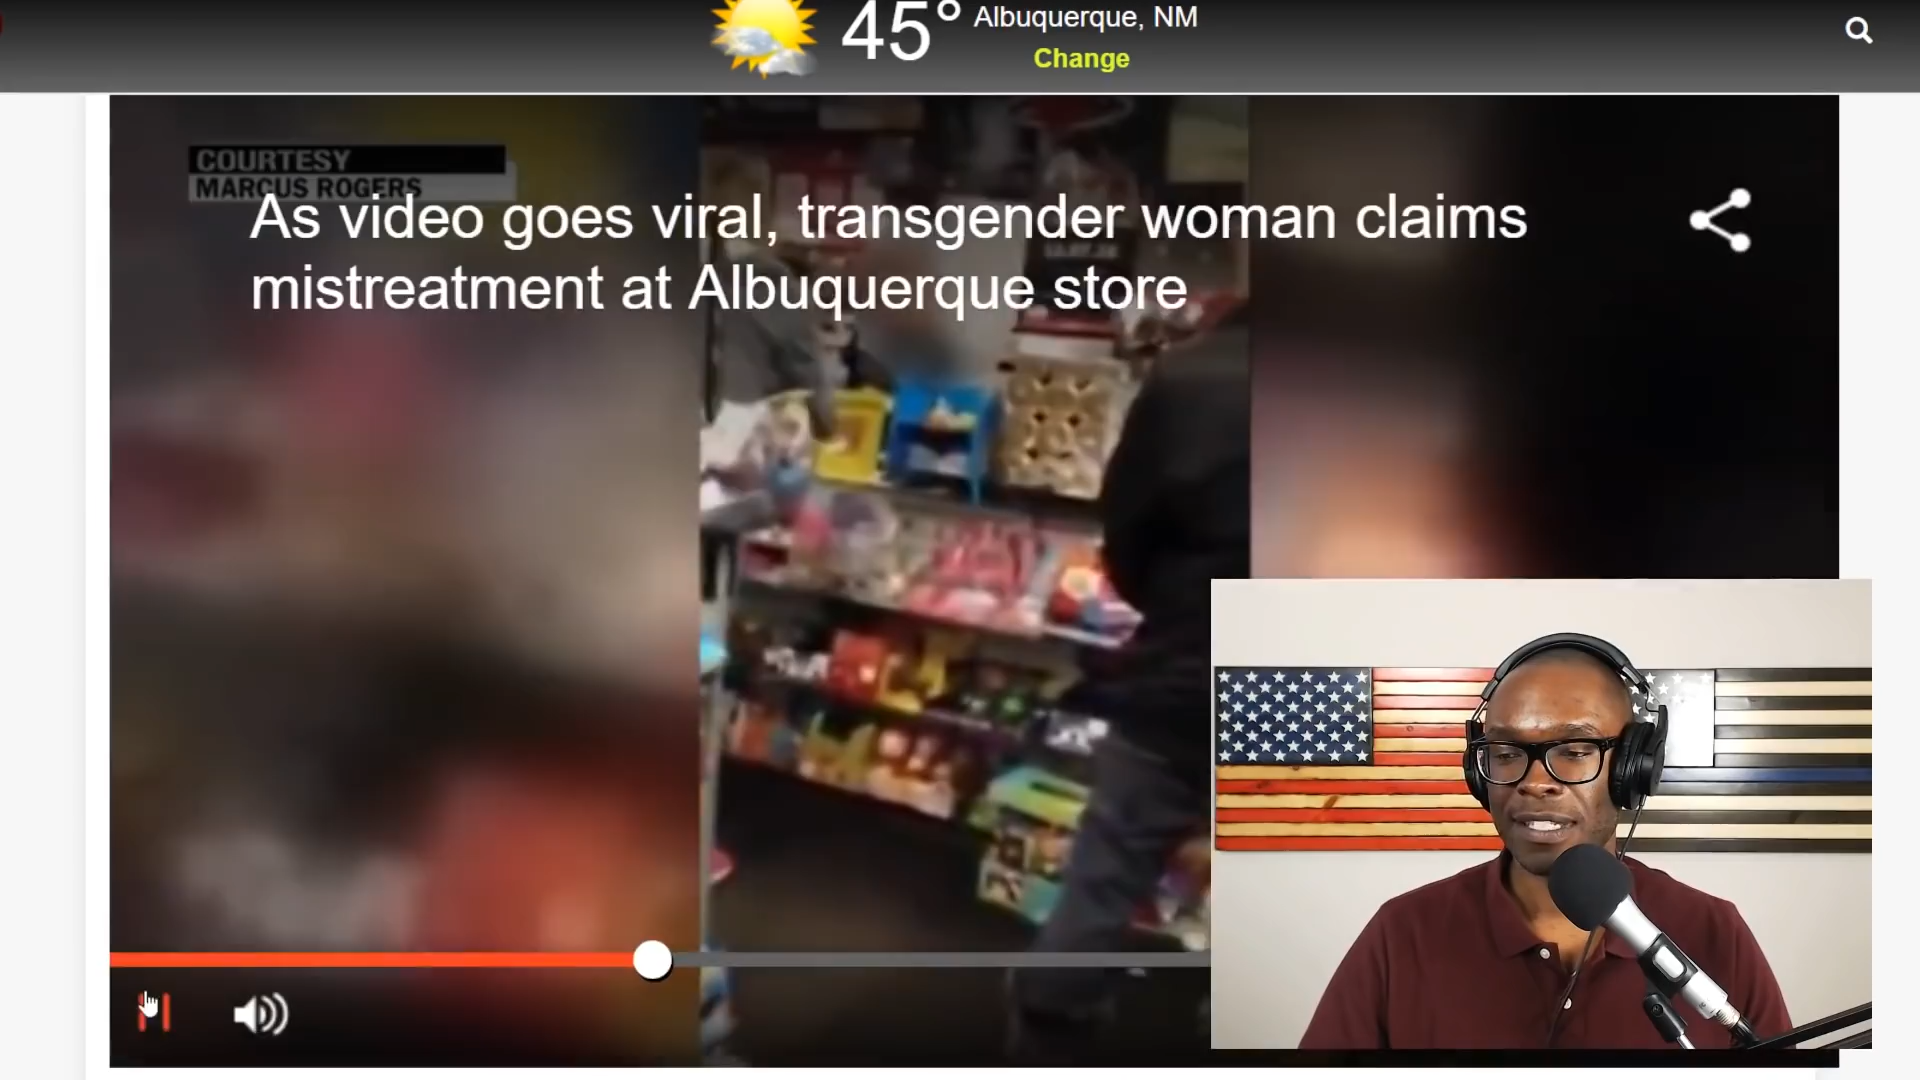 45° Albuquerque, NM
Change
COURTESY
MARCUS ROGERS
As video goes viral, transgender woman claims
mistreatment at Albuquerque store